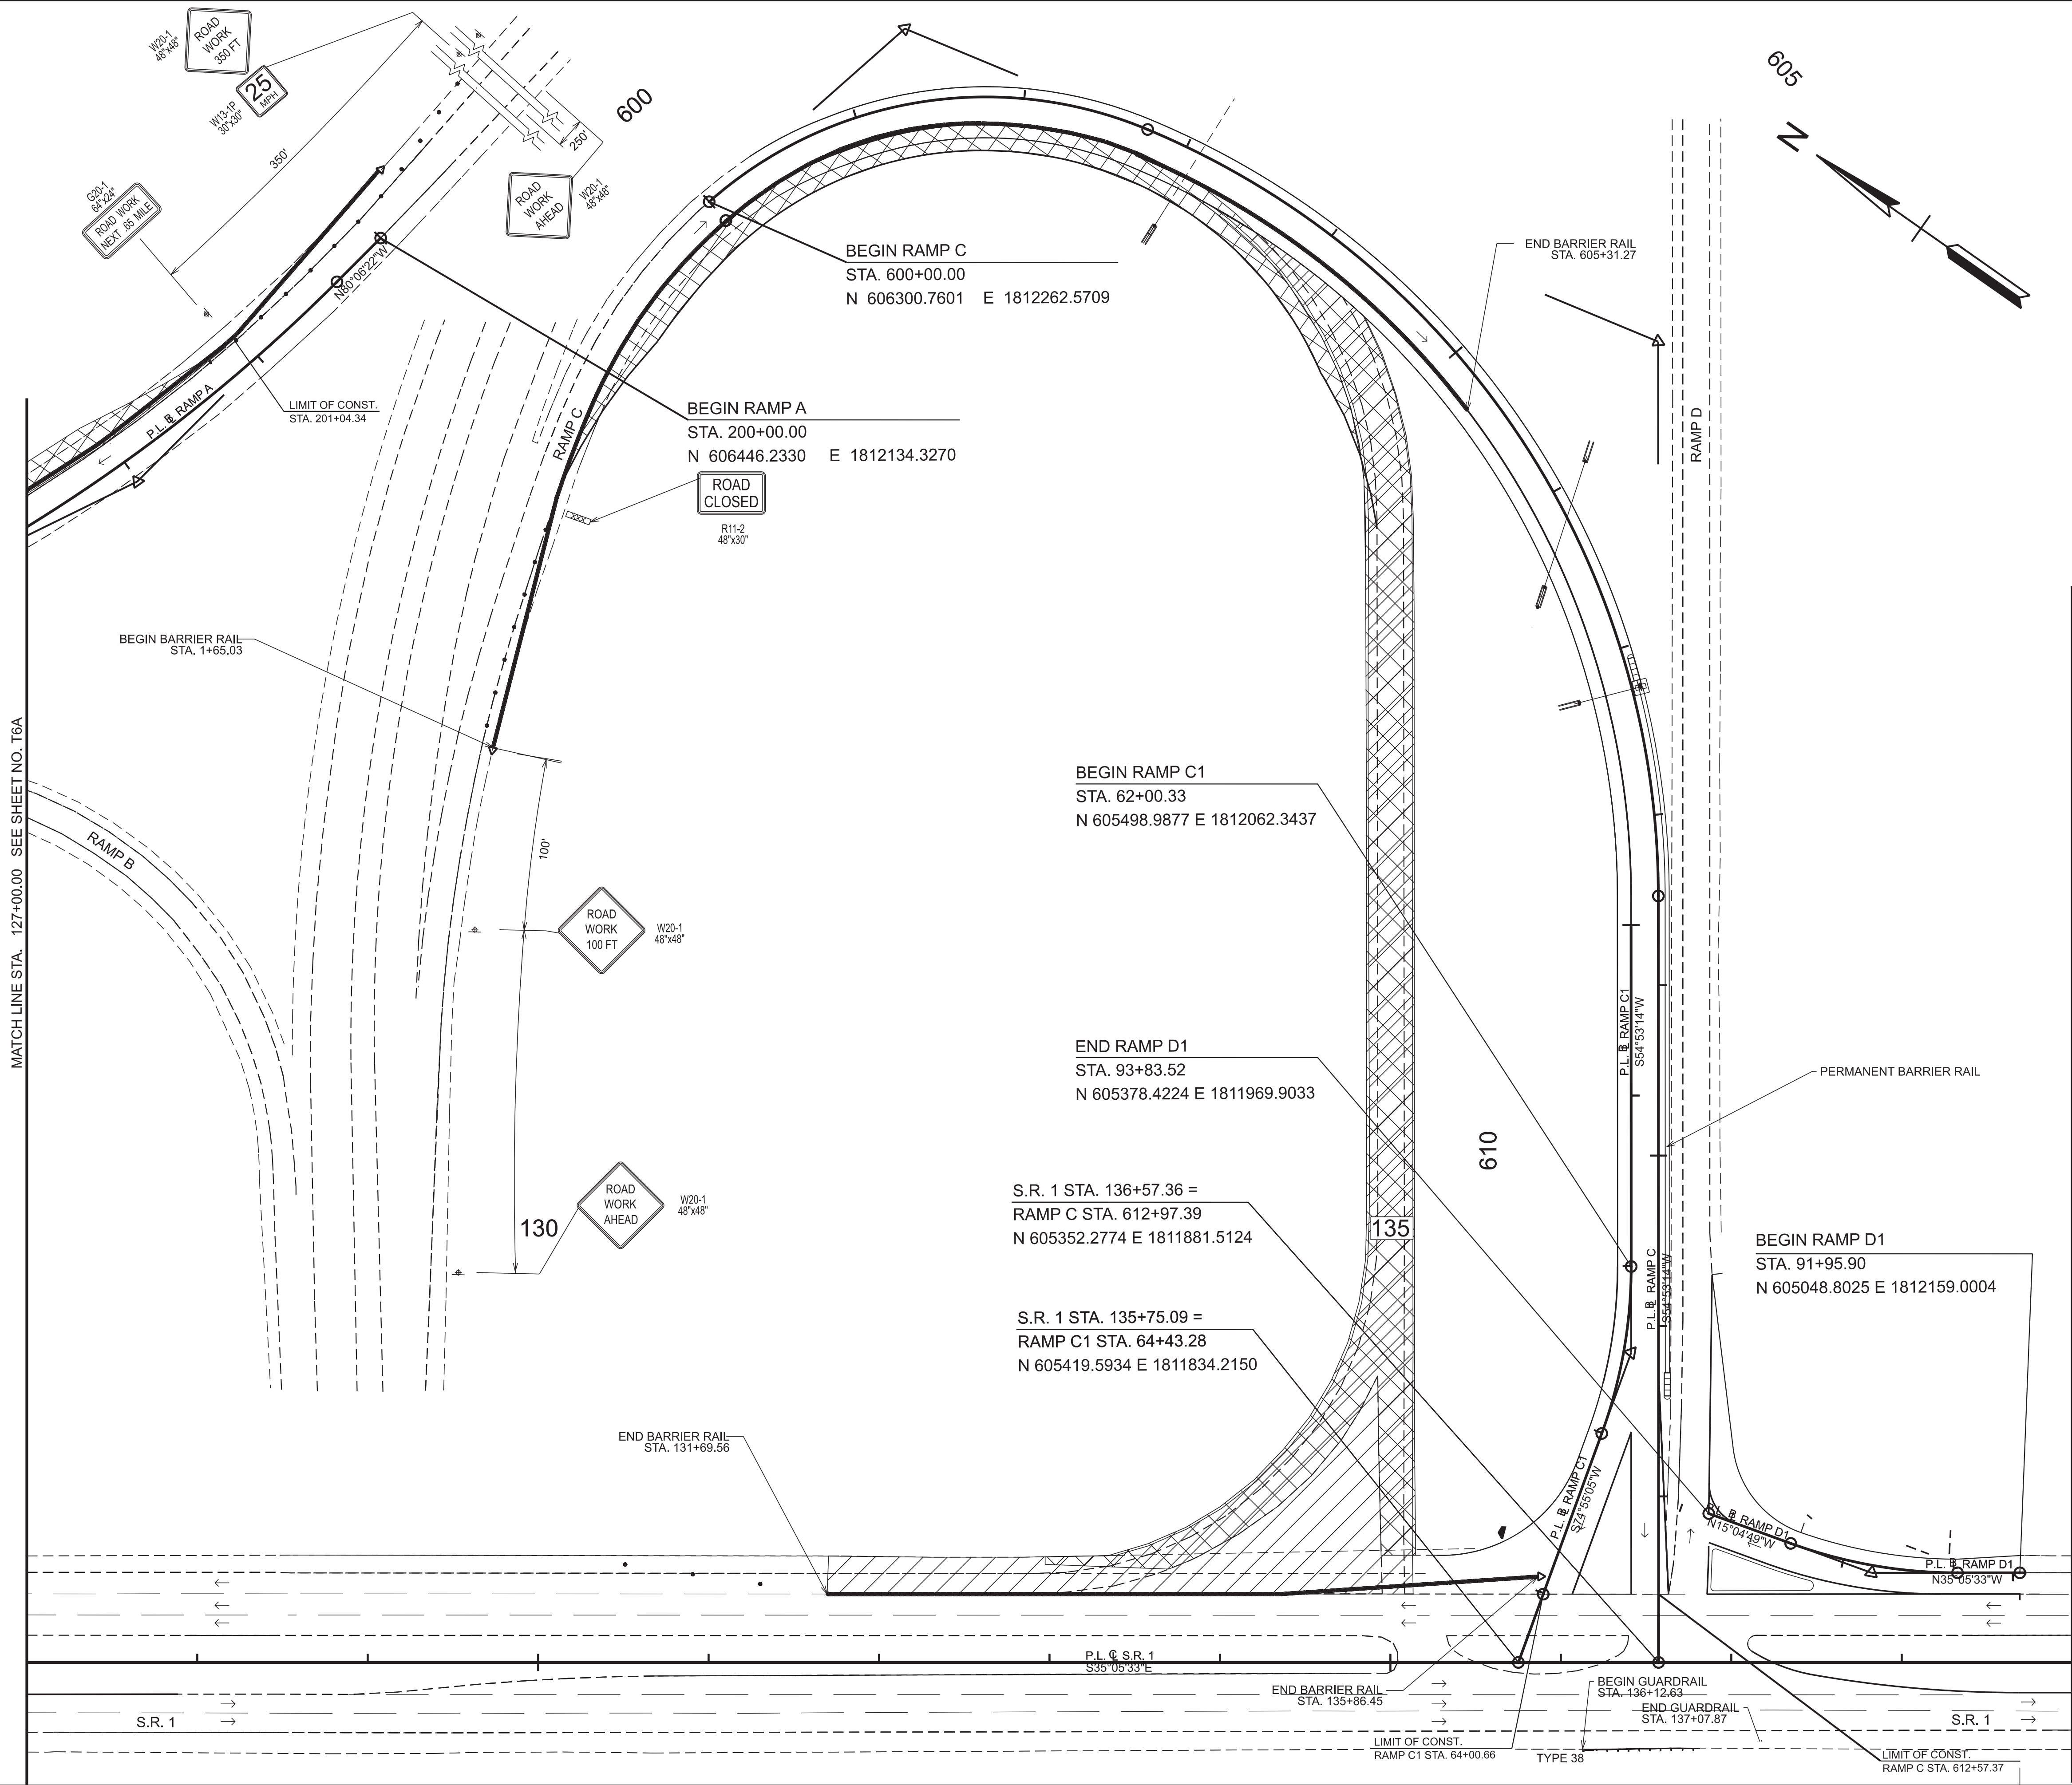 W20-1
48"x48"
ROAD
WORK
350 FT
25
MPH
W13-1P
30"x30"
350'
G20-1
64"x24"
ROAD WORK
NEXT .65 MILE
600
250'
ROAD
WORK
AHEAD
W20-1
48"x48"
605
N
N80°06'22"W
BEGIN RAMP C
STA. 600+00.00
N 606300.7601 E 1812262.5709
END BARRIER RAIL
STA. 605+31.27
P.L. ℄ RAMP A
LIMIT OF CONST.
STA. 201+04.34
RAMP C
BEGIN RAMP A
STA. 200+00.00
N 606446.2330 E 1812134.3270
RAMP D
ROAD
CLOSED
R11-2
48"x30"
BEGIN BARRIER RAIL
STA. 1+65.03
MATCH LINE STA. 127+00.00 SEE SHEET NO. T6A
BEGIN RAMP C1
STA. 62+00.33
N 605498.9877 E 1812062.3437
RAMP B
100'
ROAD
WORK
100 FT
W20-1
48"x48"
P.L. ℄ RAMP C1
S54°53'14"W
END RAMP D1
STA. 93+83.52
N 605378.4224 E 1811969.9033
PERMANENT BARRIER RAIL
610
ROAD
WORK
AHEAD
W20-1
48"x48"
130
S.R. 1 STA. 136+57.36 =
RAMP C STA. 612+97.39
N 605352.2774 E 1811881.5124
135
BEGIN RAMP D1
STA. 91+95.90
N 605048.8025 E 1812159.0004
P.L. ℄ RAMP C
S54°53'14"W
S.R. 1 STA. 135+75.09 =
RAMP C1 STA. 64+43.28
N 605419.5934 E 1811834.2150
END BARRIER RAIL
STA. 131+69.56
P.L. ℄ RAMP C1
S74°55'05"W
P.L. ℄ RAMP D1
N15°04'49"W
P.L. ℄ RAMP D1
N35°05'33"W
P.L. ℄ S.R. 1
S35°05'33"E
END BARRIER RAIL
STA. 135+86.45
BEGIN GUARDRAIL
STA. 136+12.63
END GUARDRAIL
STA. 137+07.87
S.R. 1
S.R. 1
LIMIT OF CONST.
RAMP C1 STA. 64+00.66
TYPE 38
LIMIT OF CONST.
RAMP C STA. 612+57.37